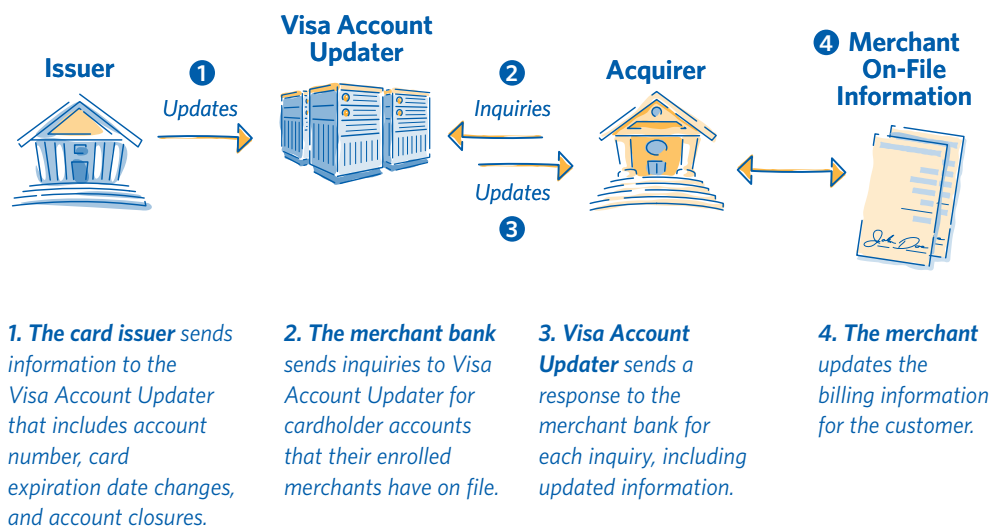 Issuer
1
Updates
Visa Account
Updater
2
Inquiries
Updates
3
Acquirer
4 Merchant
On-File
Information
John Doe
1. The card issuer sends
information to the
Visa Account Updater
that includes account
number, card
expiration date changes,
and account closures.
2. The merchant bank
sends inquiries to Visa
Account Updater for
cardholder accounts
that their enrolled
merchants have on file.
3. Visa Account
Updater sends a
response to the
merchant bank for
each inquiry, including
updated information.
4. The merchant
updates the
billing information
for the customer.